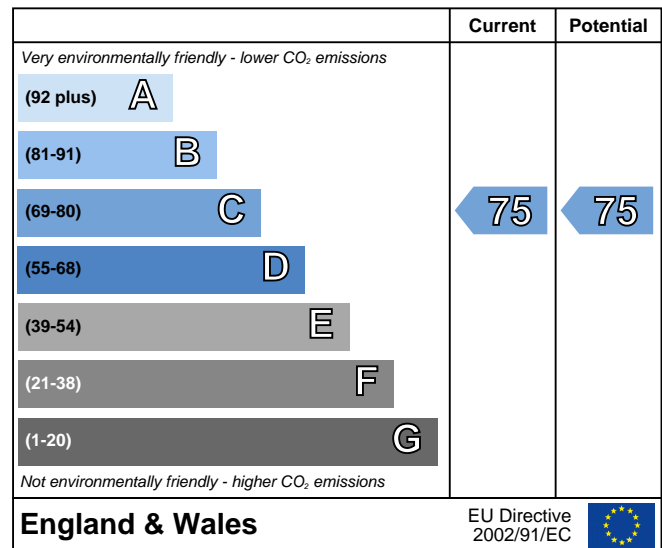 Current Potential
Very environmentally friendly - lower CO₂ emissions
(92 plus) A
(81-91) B
(69-80) C 75 75
(55-68) D
(39-54) E
(21-38) F
(1-20) G
Not environmentally friendly - higher CO₂ emissions
England & Wales
EU Directive
2002/91/EC